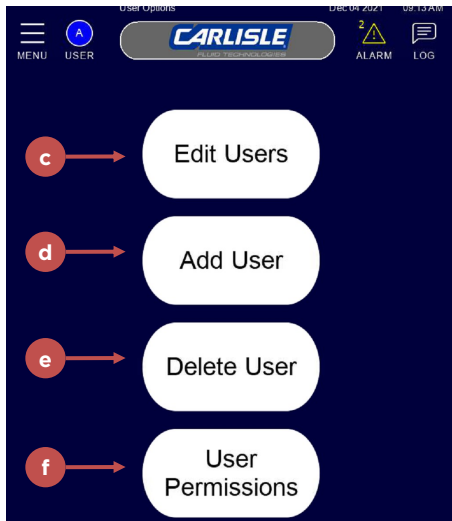 User Options
Dec 04 2021 09:13 AM
A
CARLISLE
FLUID TECHNOLOGIES
2
MENU USER ALARM LOG
c
Edit Users
d
Add User
e
Delete User
f
User
Permissions